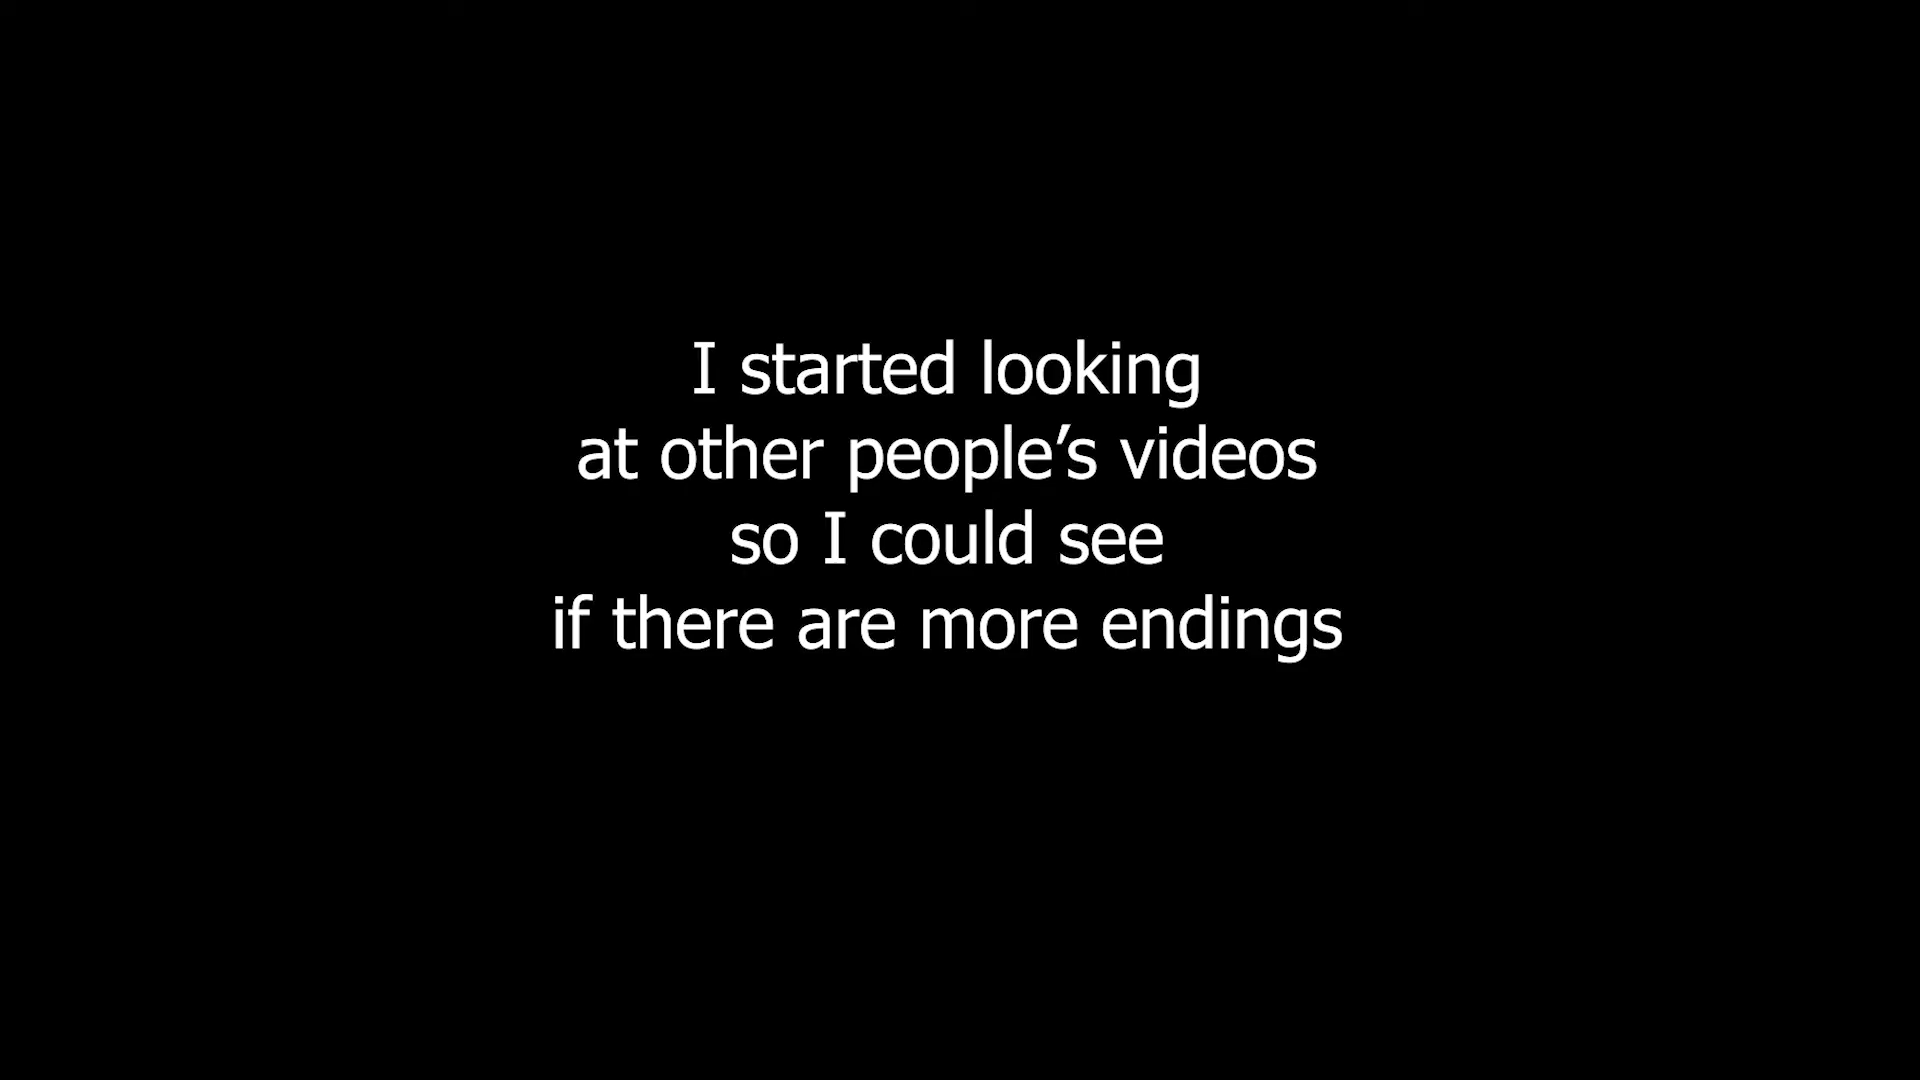 I started looking
at other people’s videos
so I could see
if there are more endings